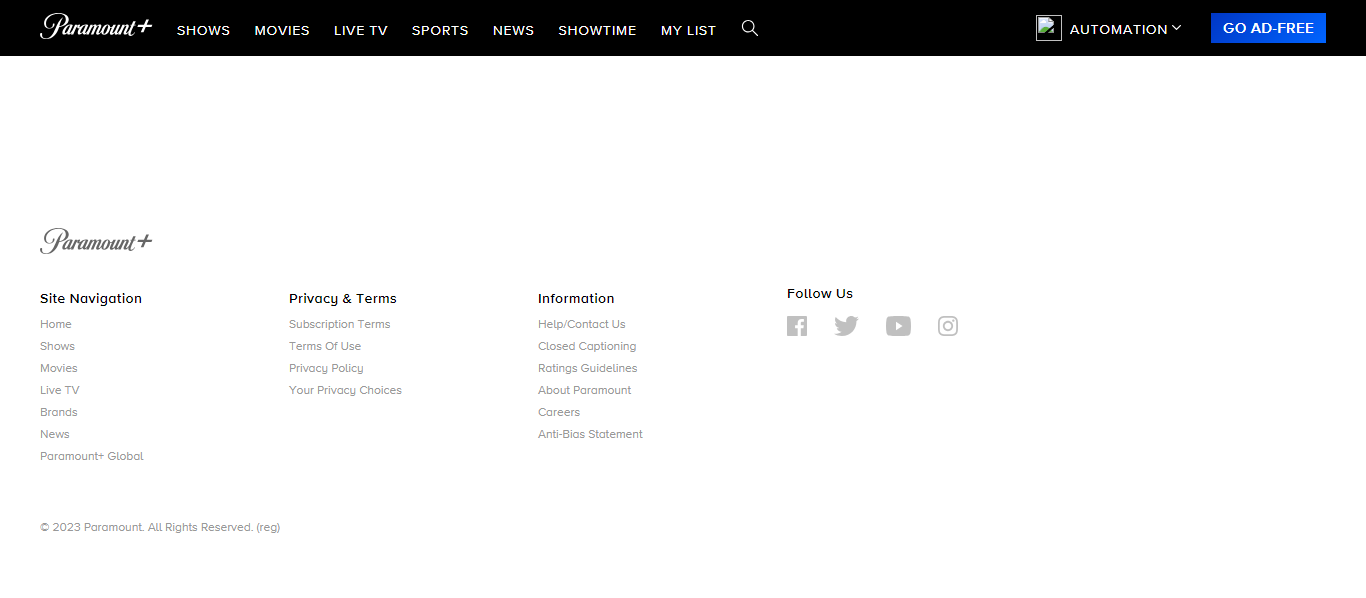 Paramount+ SHOWS MOVIES LIVE TV SPORTS NEWS SHOWTIME MY LIST AUTOMATION GO AD-FREE
Paramount+
Site Navigation
Home
Shows
Movies
Live TV
Brands
News
Paramount+ Global
Privacy & Terms
Subscription Terms
Terms Of Use
Privacy Policy
Your Privacy Choices
Information
Help/Contact Us
Closed Captioning
Ratings Guidelines
About Paramount
Careers
Anti-Bias Statement
Follow Us
© 2023 Paramount. All Rights Reserved. (reg)